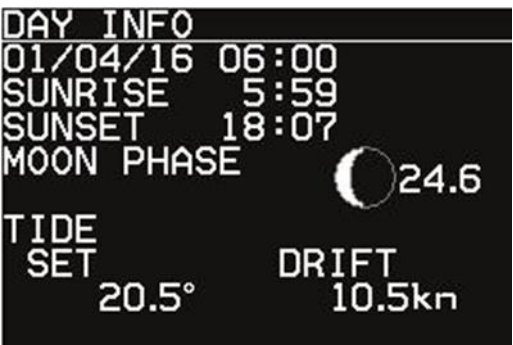 DAY INFO
01/04/16 06:00
SUNRISE 5:59
SUNSET 18:07
MOON PHASE 24.6
TIDE
SET DRIFT
20.5° 10.5kn